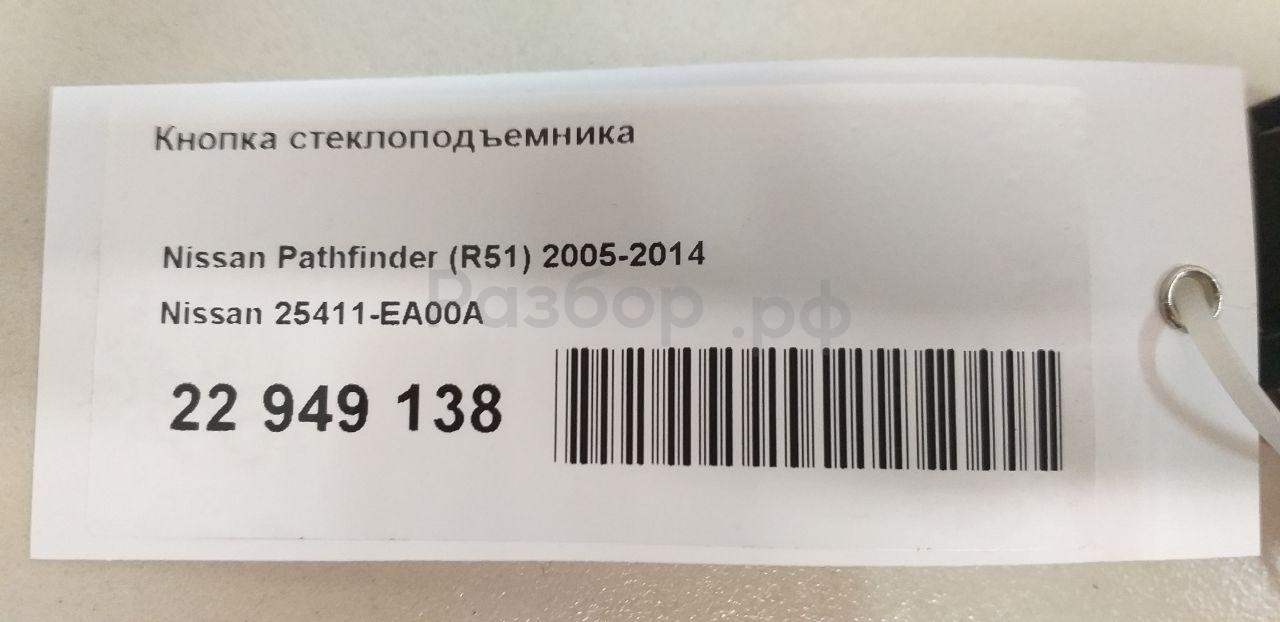 Кнопка стеклоподъемника
Nissan Pathfinder (R51) 2005-2014
Nissan 25411-EA00A
Разбор.рф
22 949 138